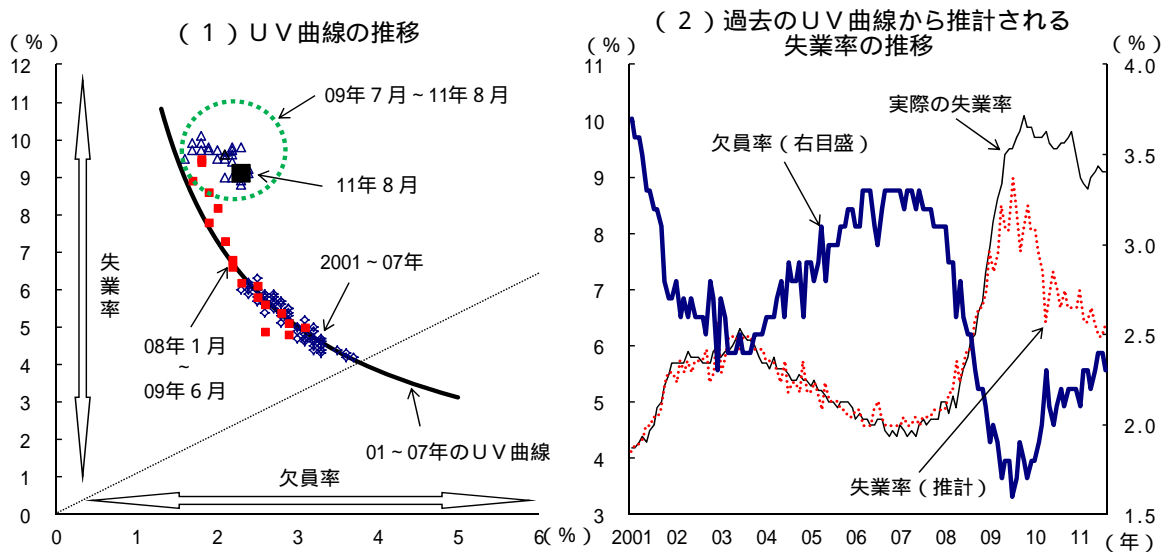 （１）ＵＶ曲線の推移
（％）
12
11
10
9
8
7
6
5
4
3
2
1
0
失業率
09年７月～11年８月
11年８月
2001～07年
08年１月
～
09年６月
01～07年のＵＶ曲線
欠員率
0 1 2 3 4 5 6 （％）
（２）過去のＵＶ曲線から推計される
失業率の推移
（％）
（％）
11
10
9
8
7
6
5
4
3
4.0
3.5
3.0
2.5
2.0
1.5
実際の失業率
欠員率（右目盛）
失業率（推計）
2001 02 03 04 05 06 07 08 09 10 11
（年）